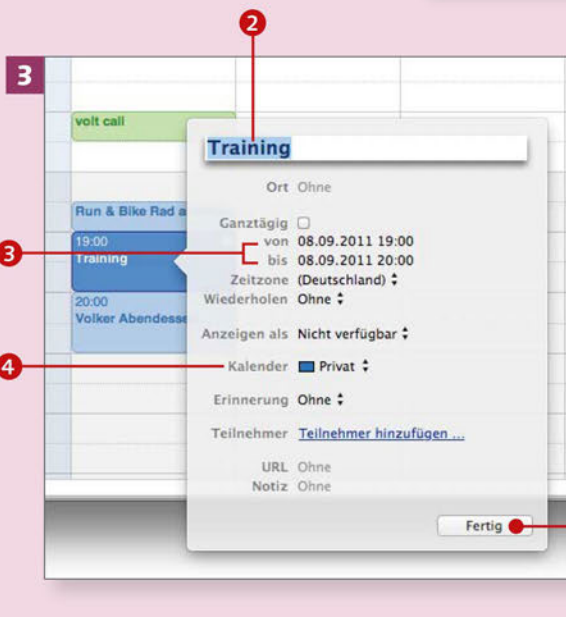 2
3
volt call
Training
Ort Ohne
Run & Bike Rad a
Ganztägig
3
19:00
Training
von 08.09.2011 19:00
bis 08.09.2011 20:00
Zeitzone (Deutschland)
20:00
Volker Abendesse
Wiederholen Ohne
Anzeigen als Nicht verfügbar
4
Kalender Privat
Erinnerung Ohne
Teilnehmer Teilnehmer hinzufügen ...
URL Ohne
Notiz Ohne
Fertig